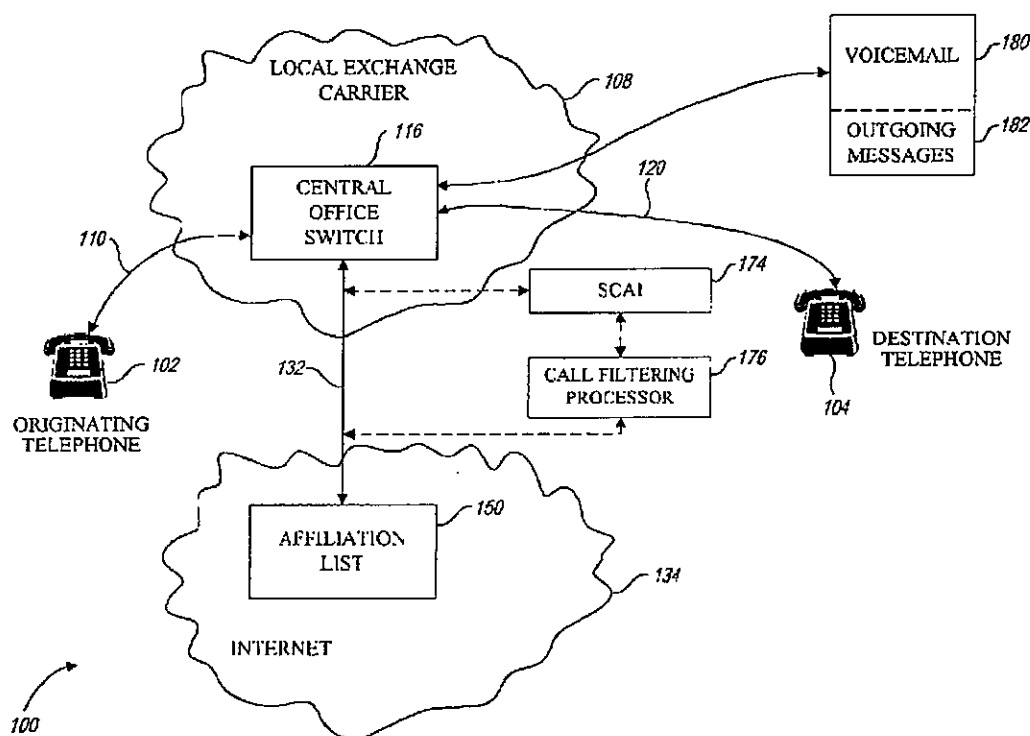 LOCAL EXCHANGE
CARRIER
108
116
CENTRAL
OFFICE
SWITCH
VOICEMAIL
180
OUTGOING
MESSAGES
182
120
110
SCAI
174
102
ORIGINATING
TELEPHONE
132
CALL FILTERING
PROCESSOR
176
DESTINATION
TELEPHONE
104
AFFILIATION
LIST
150
134
INTERNET
100